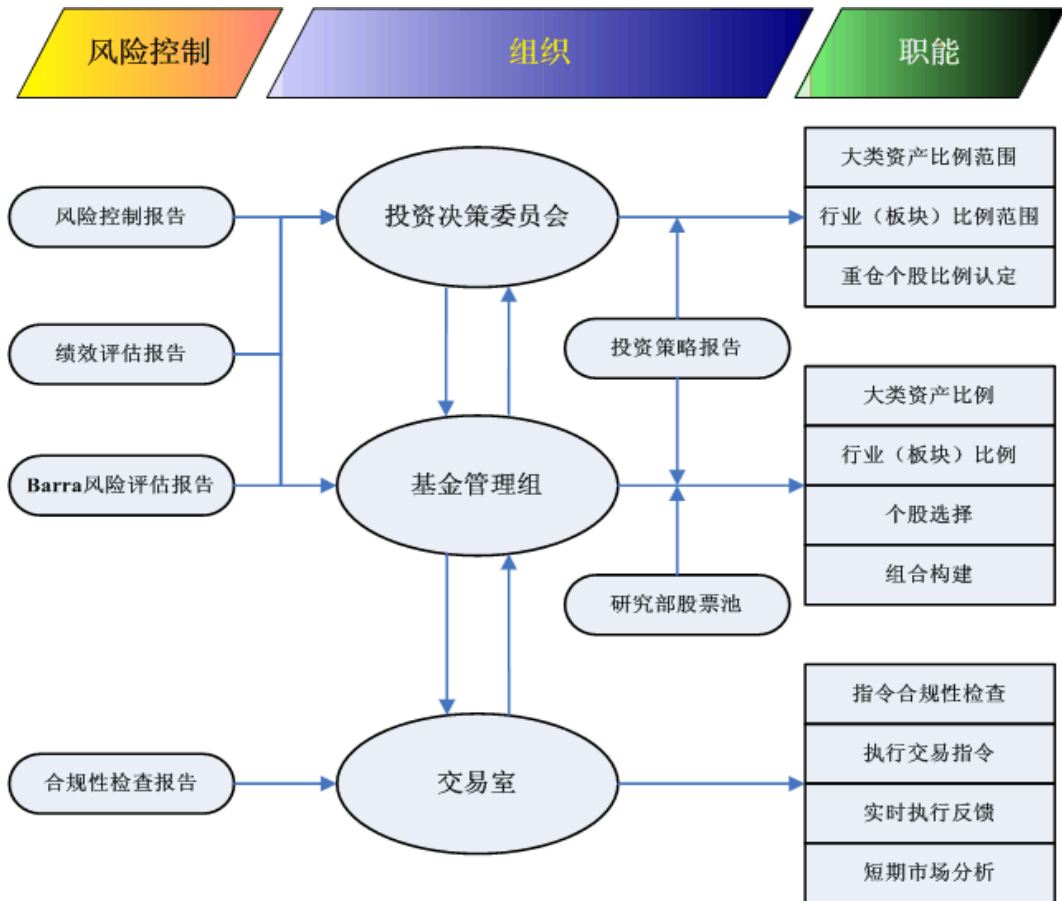 风险控制
组织
职能
大类资产比例范围
风险控制报告
投资决策委员会
行业（板块）比例范围
重仓个股比例认定
绩效评估报告
投资策略报告
大类资产比例
行业（板块）比例
Barra风险评估报告
基金管理组
个股选择
组合构建
研究部股票池
指令合规性检查
执行交易指令
合规性检查报告
交易室
实时执行反馈
短期市场分析